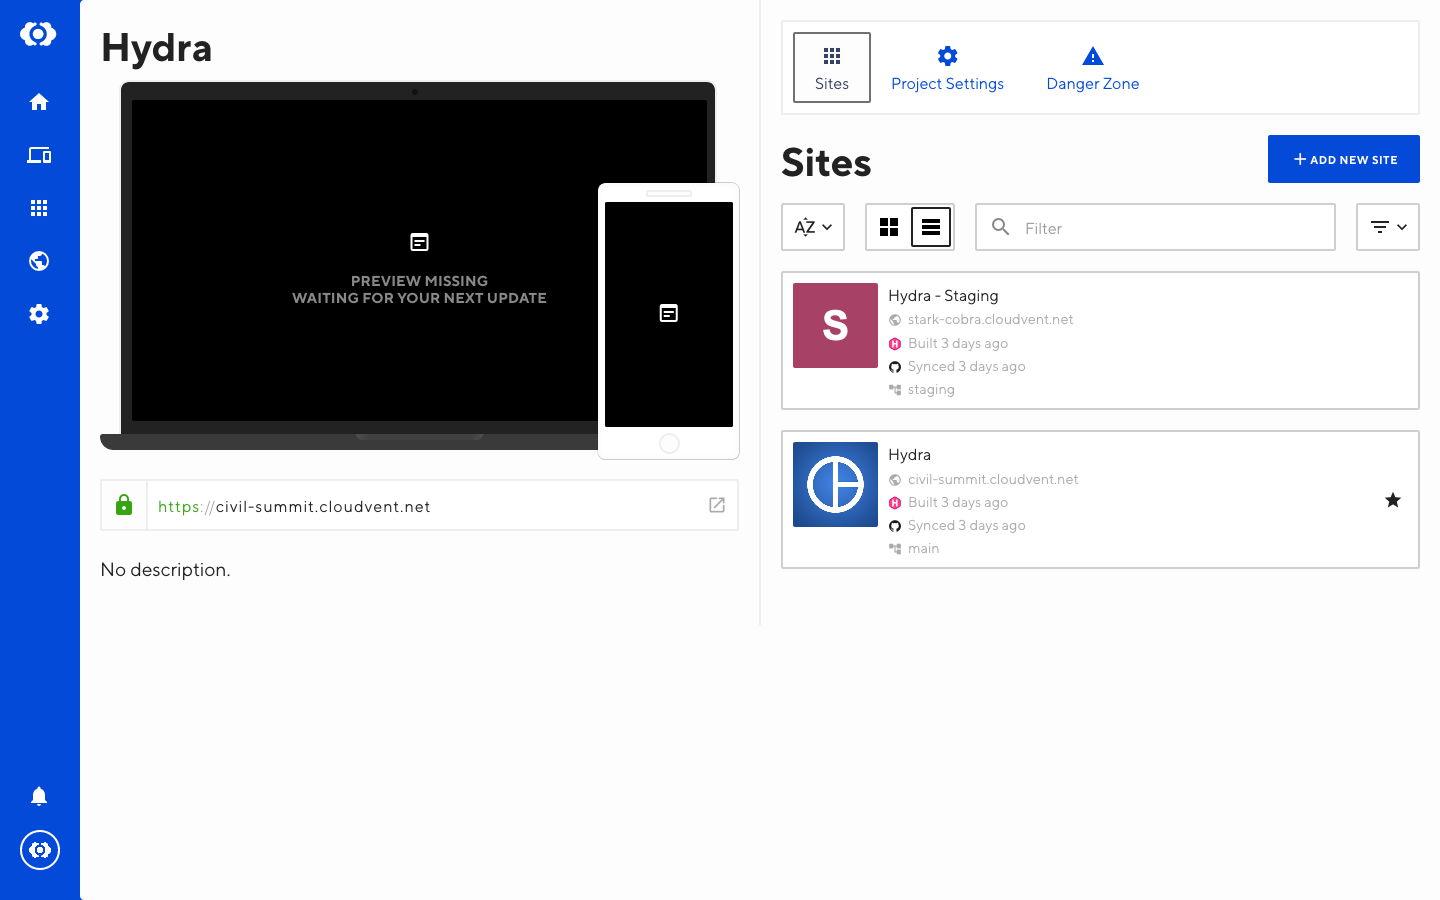 Hydra
PREVIEW MISSING
WAITING FOR YOUR NEXT UPDATE
https://civil-summit.cloudvent.net
No description.
Sites
Project Settings
Danger Zone
Sites
ADD NEW SITE
AZ
Filter
S
Hydra - Staging
stark-cobra.cloudvent.net
Built 3 days ago
Synced 3 days ago
staging
Hydra
civil-summit.cloudvent.net
Built 3 days ago
Synced 3 days ago
main